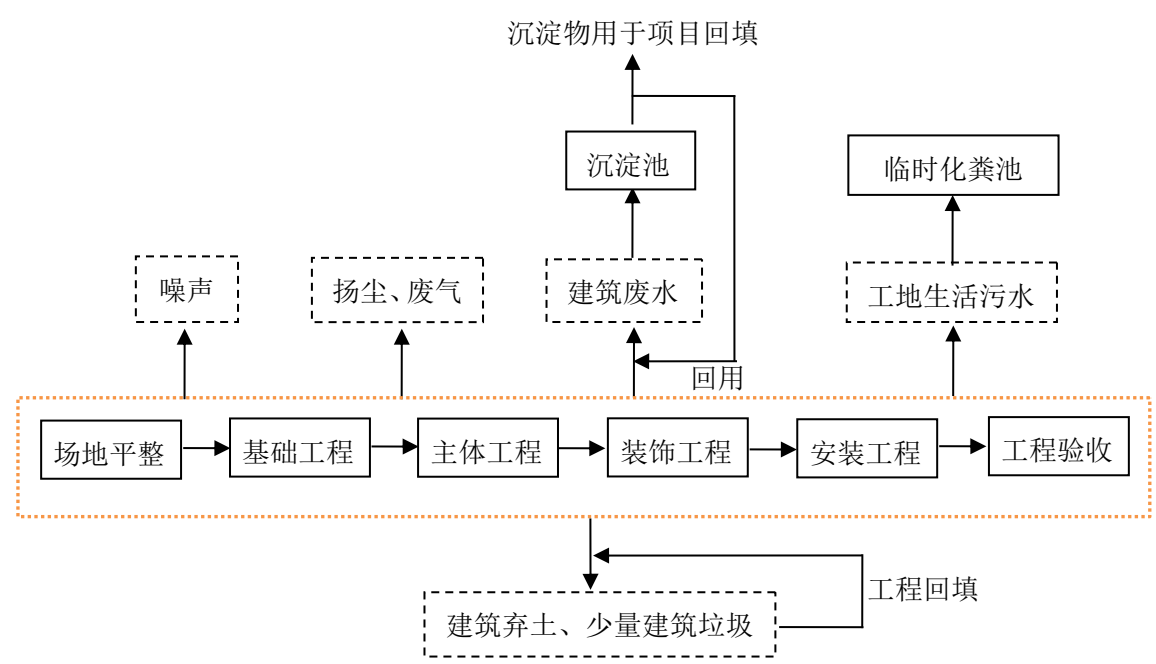 沉淀物用于项目回填
沉淀池
临时化粪池
噪声
扬尘、废气
建筑废水
工地生活污水
回用
场地平整
基础工程
主体工程
装饰工程
安装工程
工程验收
工程回填
建筑弃土、少量建筑垃圾